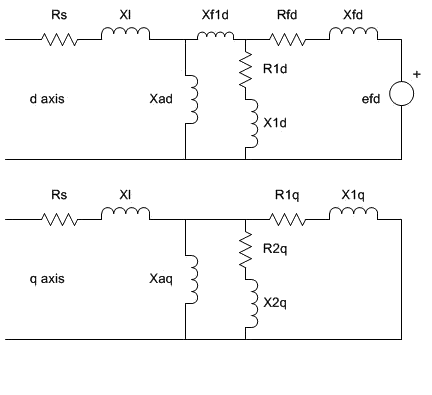 Rs Xl Xf1d Rfd Xfd
R1d
+
d axis Xad efd
X1d
Rs Xl R1q X1q
R2q
q axis Xaq
X2q